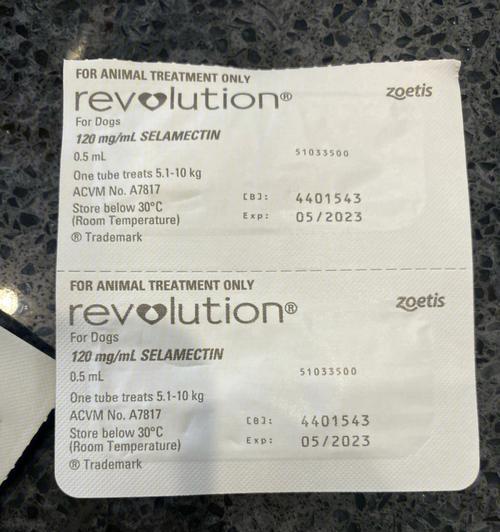 FOR ANIMAL TREATMENT ONLY
revolution® zoetis
For Dogs
120 mg/mL SELAMECTIN
0.5 mL 51033500
One tube treats 5.1-10 kg
ACVM No. A7817
[B]: 4401543
Store below 30°C
(Room Temperature) Exp: 05/2023
® Trademark
FOR ANIMAL TREATMENT ONLY
revolution® zoetis
For Dogs
120 mg/mL SELAMECTIN
0.5 mL 51033500
One tube treats 5.1-10 kg
ACVM No. A7817
[B]: 4401543
Store below 30°C
(Room Temperature) Exp: 05/2023
® Trademark